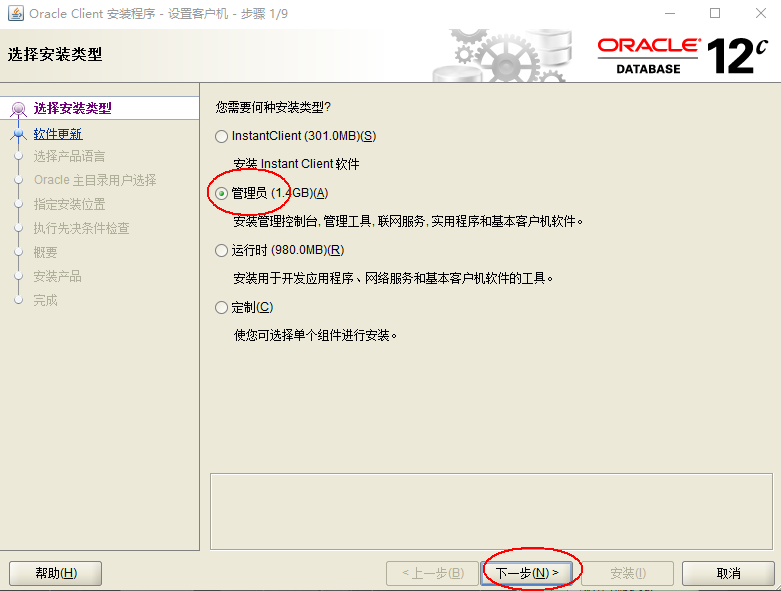 Oracle Client 安装程序 - 设置客户机 - 步骤 1/9
选择安装类型
ORACLE®
DATABASE
12c
选择安装类型
软件更新
选择产品语言
Oracle 主目录用户选择
指定安装位置
执行先决条件检查
概要
安装产品
完成
您需要何种安装类型?
InstantClient (301.0MB)(S)
安装 Instant Client 软件
管理员 (1.4GB)(A)
安装管理控制台, 管理工具, 联网服务, 实用程序和基本客户机软件。
运行时 (980.0MB)(R)
安装用于开发应用程序、网络服务和基本客户机软件的工具。
定制(C)
使您可选择单个组件进行安装。
帮助(H)
< 上一步(B)
下一步(N) >
安装(I)
取消